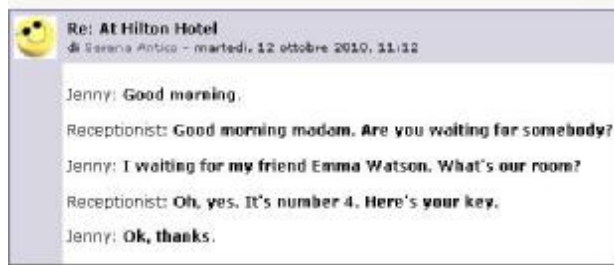 Re: At Hilton Hotel
di Serena Antico - martedì, 12 ottobre 2010, 11:12
Jenny: Good morning.
Receptionist: Good morning madam. Are you waiting for somebody?
Jenny: I waiting for my friend Emma Watson. What's our room?
Receptionist: Oh, yes. It's number 4. Here's your key.
Jenny: Ok, thanks.